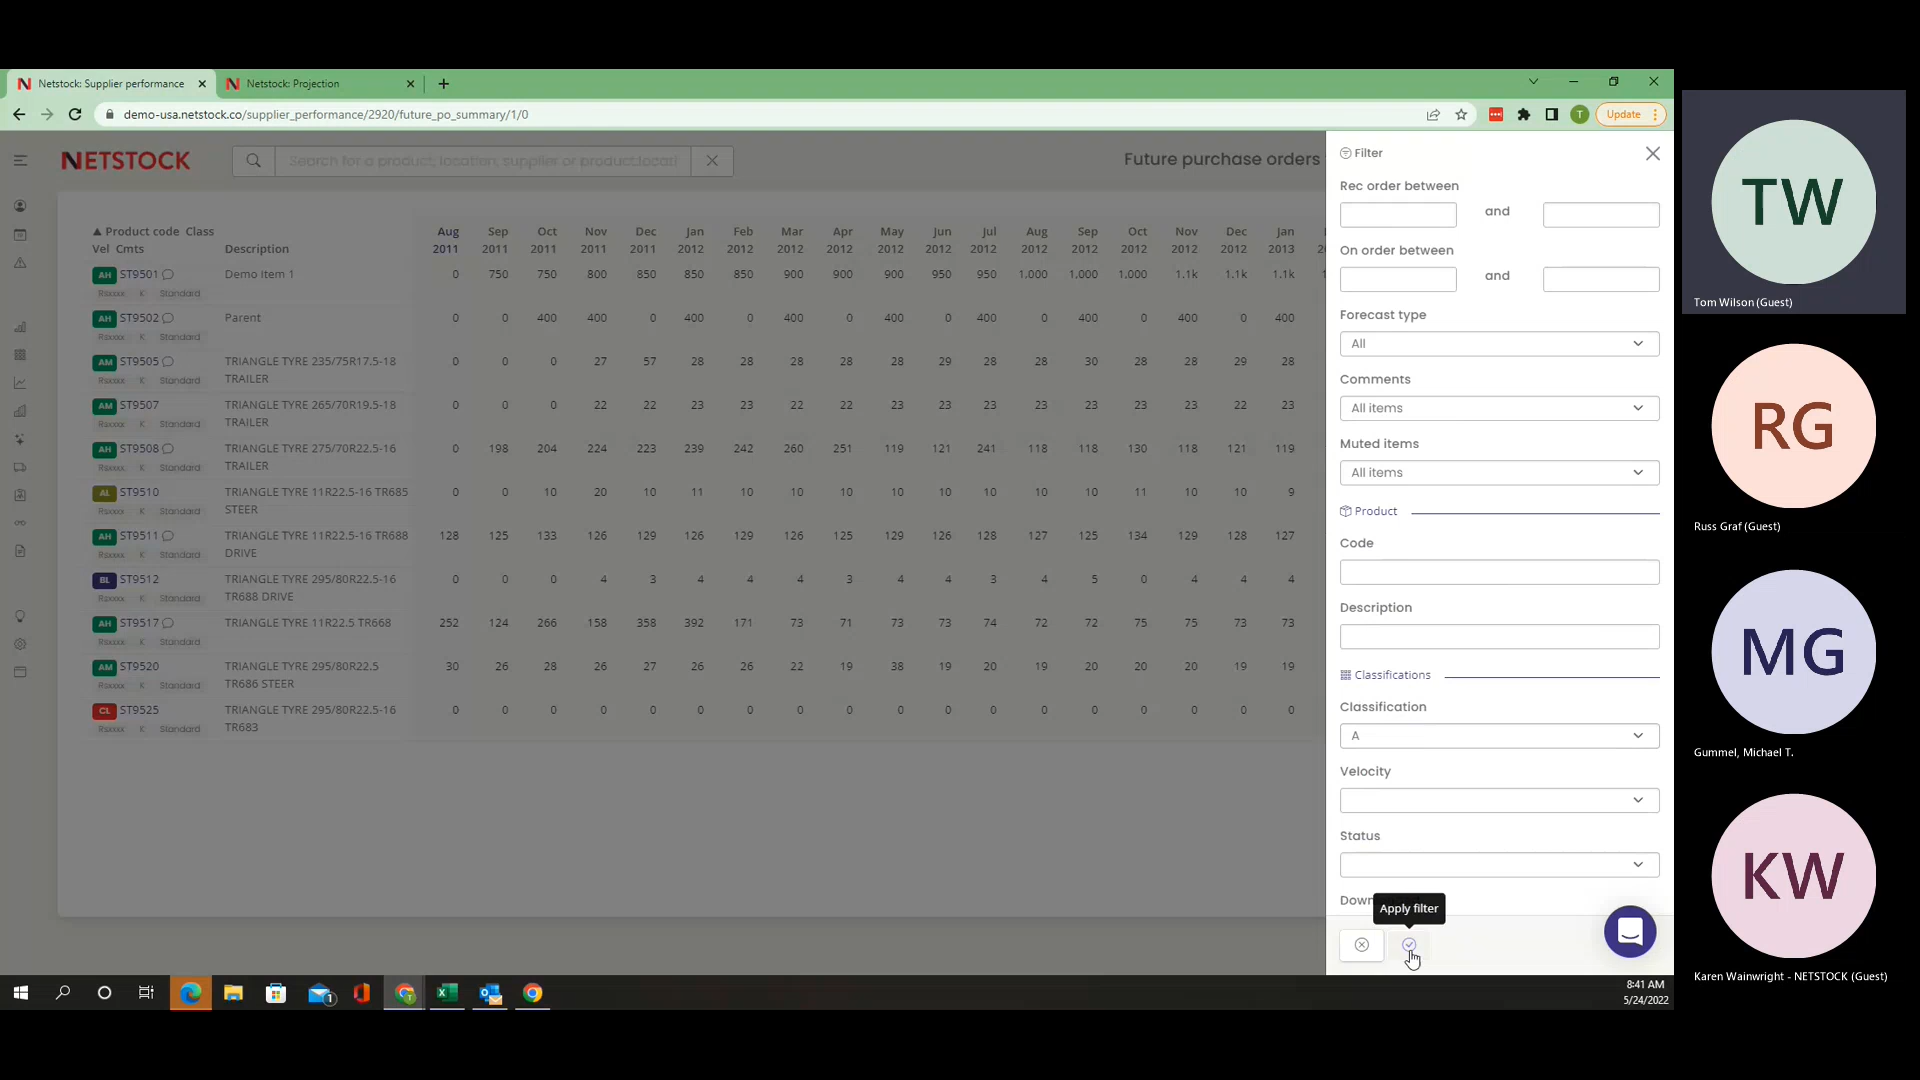 Netstock: Supplier performance
Netstock: Projection
demo-usa.netstock.co/supplier_performance/2920/future_po_summary/1/0
T
Update
NETSTOCK
Search for a product, location, supplier or product:locati
Future purchase orders
▲ Product code Class
Vel Cmts Description
Aug 2011 Sep 2011 Oct 2011 Nov 2011 Dec 2011 Jan 2012 Feb 2012 Mar 2012 Apr 2012 May 2012 Jun 2012 Jul 2012 Aug 2012 Sep 2012 Oct 2012 Nov 2012 Dec 2012 Jan 2013
AH ST9501 Demo Item 1 0 750 750 800 850 850 850 900 900 900 950 950 1,000 1,000 1,000 1.1k 1.1k 1.1k
K Standard
AH ST9502 Parent 0 0 400 400 0 400 0 400 0 400 0 400 0 400 0 400 0 400
K Standard
AM ST9505 TRIANGLE TYRE 235/75R17.5-18 0 0 0 27 57 28 28 28 28 28 29 28 28 30 28 28 29 28
K Standard TRAILER
AM ST9507 TRIANGLE TYRE 265/70R19.5-18 0 0 0 22 22 23 23 22 22 23 23 23 23 23 23 23 22 23
K Standard TRAILER
AH ST9508 TRIANGLE TYRE 275/70R22.5-16 0 198 204 224 223 239 242 260 251 119 121 241 118 118 130 118 121 119
K Standard TRAILER
AL ST9510 TRIANGLE TYRE 11R22.5-16 TR685 0 0 10 20 10 11 10 10 10 10 10 10 10 10 11 10 10 9
K Standard STEER
AH ST9511 TRIANGLE TYRE 11R22.5-16 TR688 128 125 133 126 129 126 129 126 125 129 126 128 127 125 134 129 128 127
K Standard DRIVE
BL ST9512 TRIANGLE TYRE 295/80R22.5-16 0 0 0 4 3 4 4 4 3 4 4 3 4 5 0 4 4 4
K Standard TR688 DRIVE
AH ST9517 TRIANGLE TYRE 11R22.5 TR668 252 124 266 158 358 392 171 73 71 73 73 74 72 72 75 75 73 73
K Standard
AM ST9520 TRIANGLE TYRE 295/80R22.5 30 26 28 26 27 26 26 22 19 38 19 20 19 20 20 20 19 19
K Standard TR686 STEER
CL ST9525 TRIANGLE TYRE 295/80R22.5-16 0 0 0 0 0 0 0 0 0 0 0 0 0 0 0 0 0 0
K Standard TR683
Filter
Rec order between
and
On order between
and
Forecast type
All
Comments
All items
Muted items
All items
Product
Code
Description
Classifications
Classification
A
Velocity
Status
Down
Apply filter
1
8:41 AM
5/24/2022
TW
Tom Wilson (Guest)
RG
Russ Graf (Guest)
MG
Gummel, Michael T.
KW
Karen Wainwright - NETSTOCK (Guest)